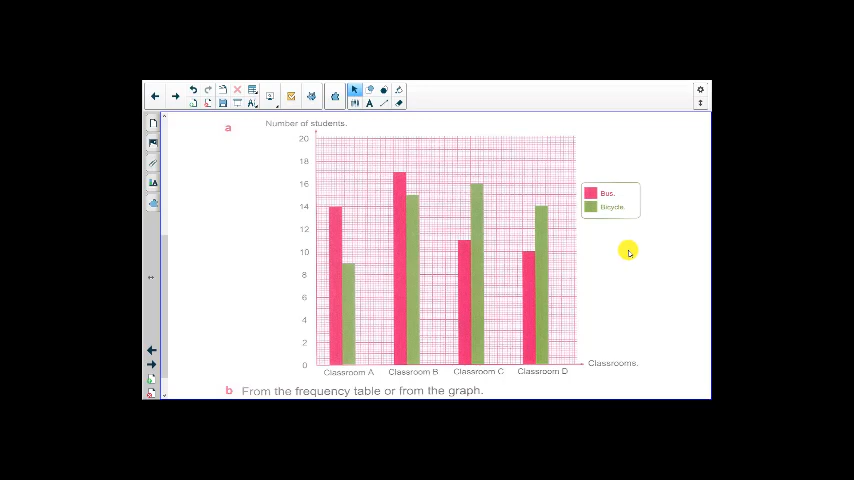 a
Number of students.
20
18
16
14
12
10
8
6
4
2
0
Bus.
Bicycle.
Classrooms.
Classroom A Classroom B Classroom C Classroom D
b From the frequency table or from the graph.